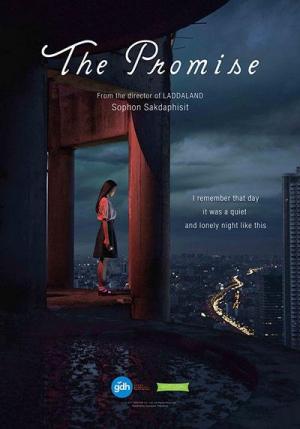 The Promise
From the director of LADDALAND
Sophon Sakdaphisit
I remember that day
it was a quiet
and lonely night like this
gdh